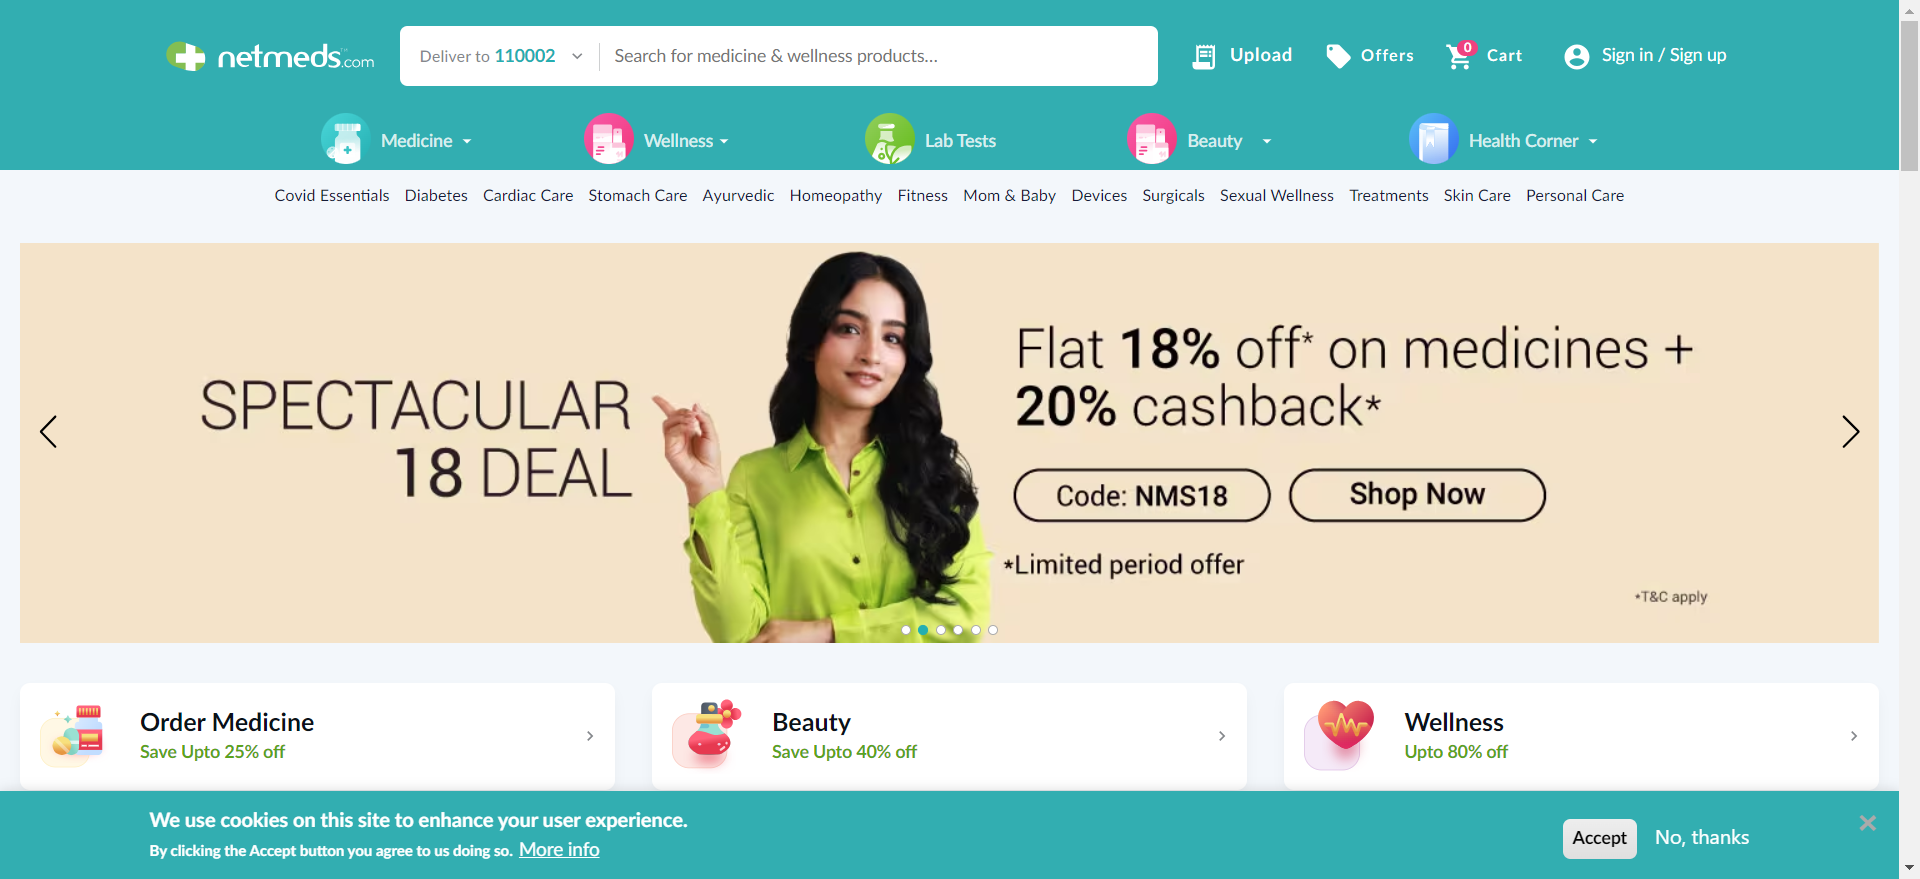 netmeds.com
Deliver to 110002
Search for medicine & wellness products...
Upload
Offers
0
Cart
Sign in / Sign up
Medicine
Wellness
Lab Tests
Beauty
Health Corner
Covid Essentials Diabetes Cardiac Care Stomach Care Ayurvedic Homeopathy Fitness Mom & Baby Devices Surgicals Sexual Wellness Treatments Skin Care Personal Care
SPECTACULAR
18 DEAL
Flat 18% off* on medicines +
20% cashback*
Code: NMS18
Shop Now
*Limited period offer
*T&C apply
Order Medicine
Save Upto 25% off
Beauty
Save Upto 40% off
Wellness
Upto 80% off
We use cookies on this site to enhance your user experience.
By clicking the Accept button you agree to us doing so. More info
Accept
No, thanks